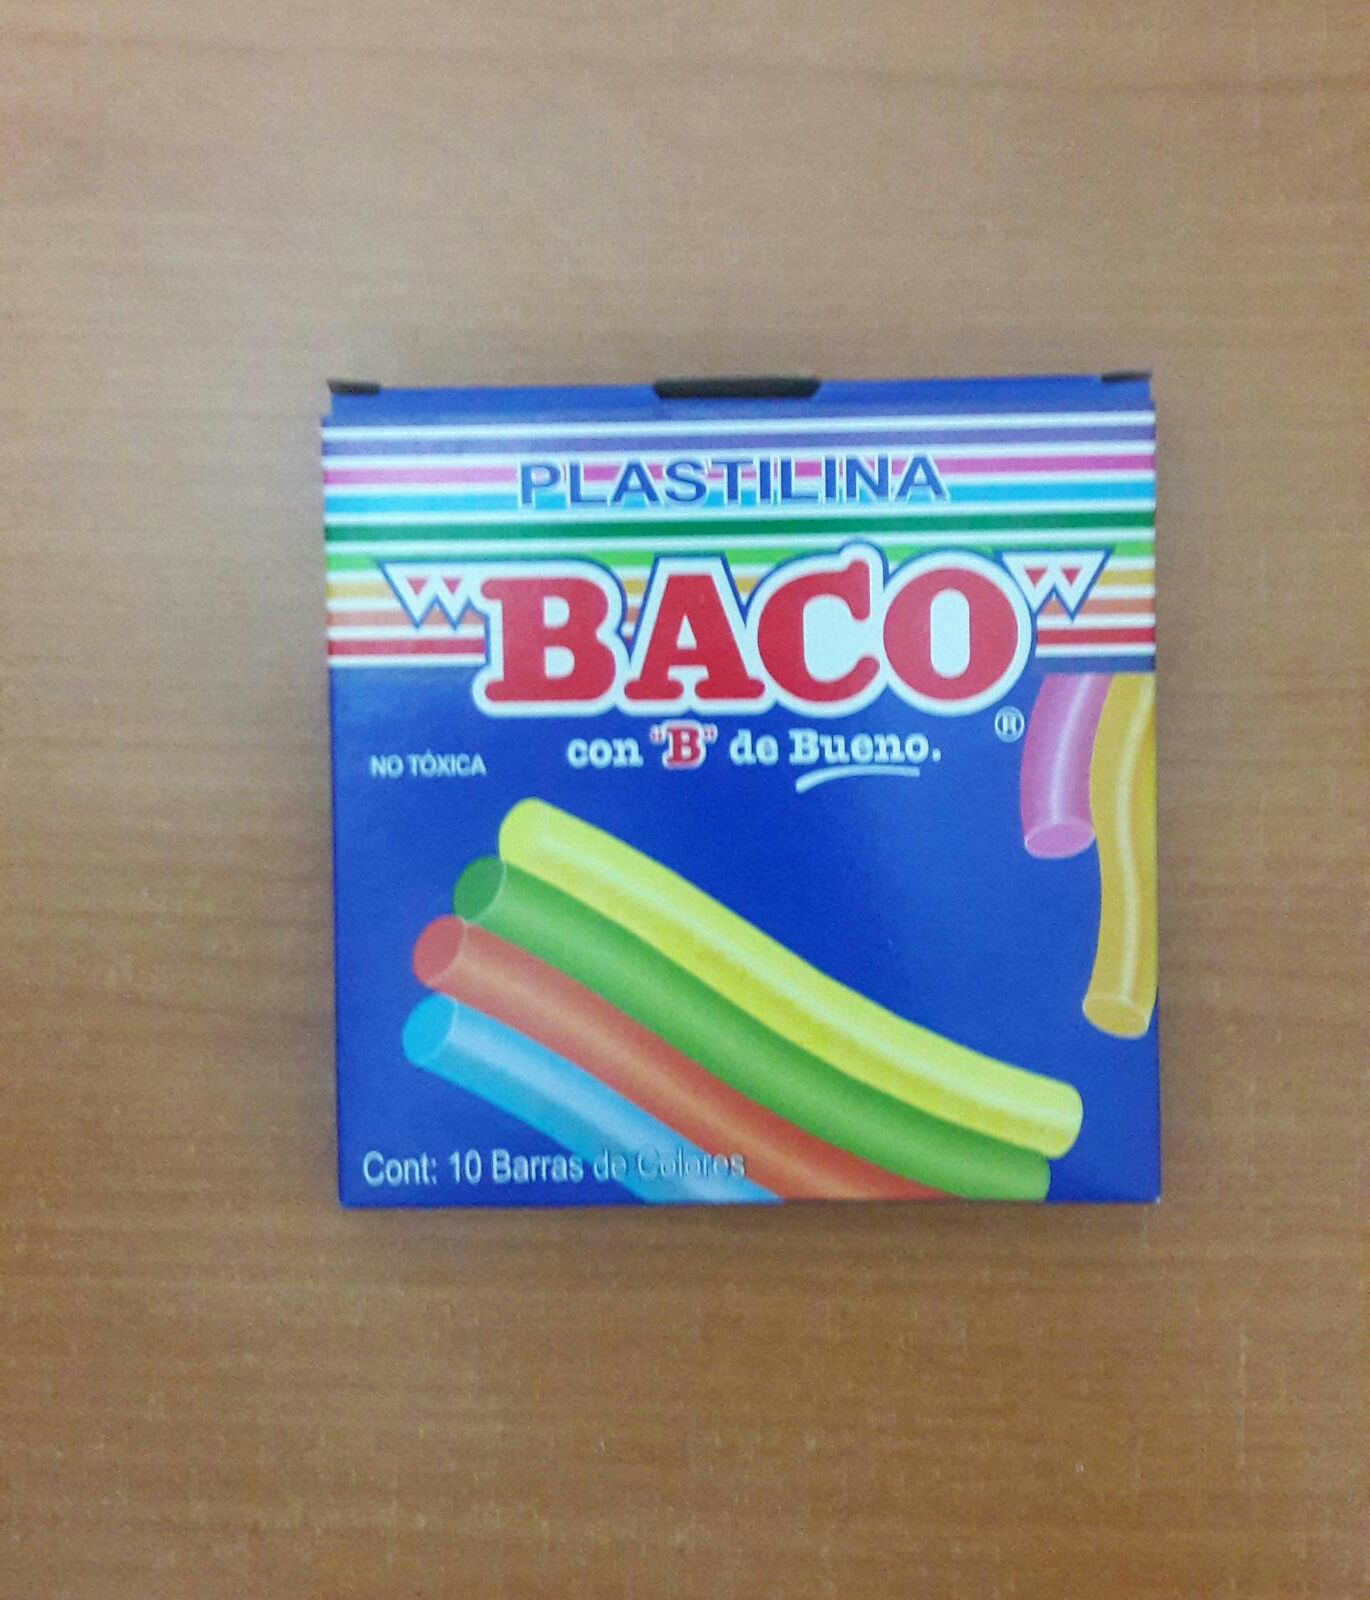 PLASTILINA
"BACO"
®
con "B" de Bueno.
NO TÓXICA
Cont: 10 Barras de Colores